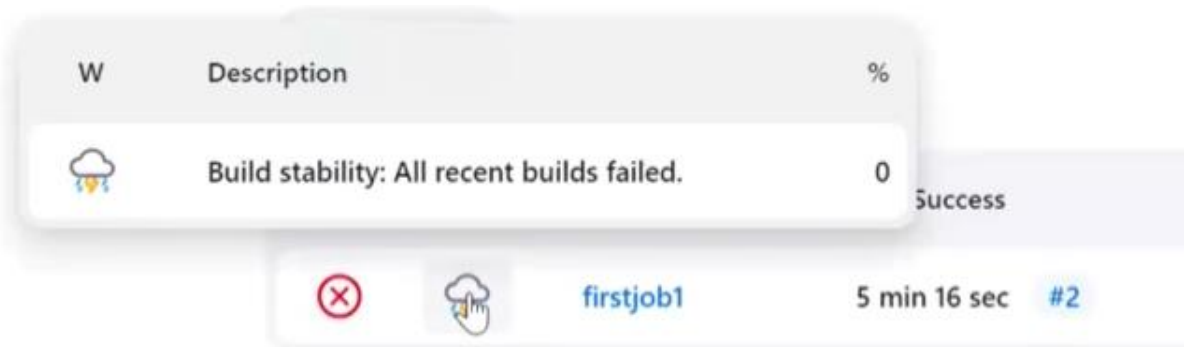 W Description %
Build stability: All recent builds failed. 0
Success
firstjob1 5 min 16 sec #2